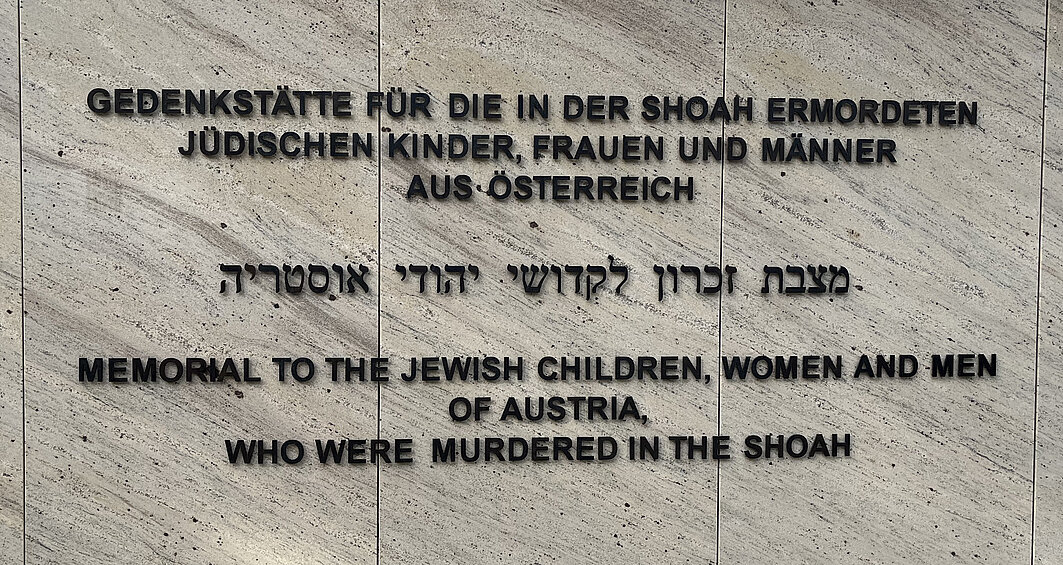 GEDENKSTÄTTE FÜR DIE IN DER SHOAH ERMORDETEN
JÜDISCHEN KINDER, FRAUEN UND MÄNNER
AUS ÖSTERREICH
מצבת זכרון לקדושי יהודי אוסטריה
MEMORIAL TO THE JEWISH CHILDREN, WOMEN AND MEN
OF AUSTRIA,
WHO WERE MURDERED IN THE SHOAH